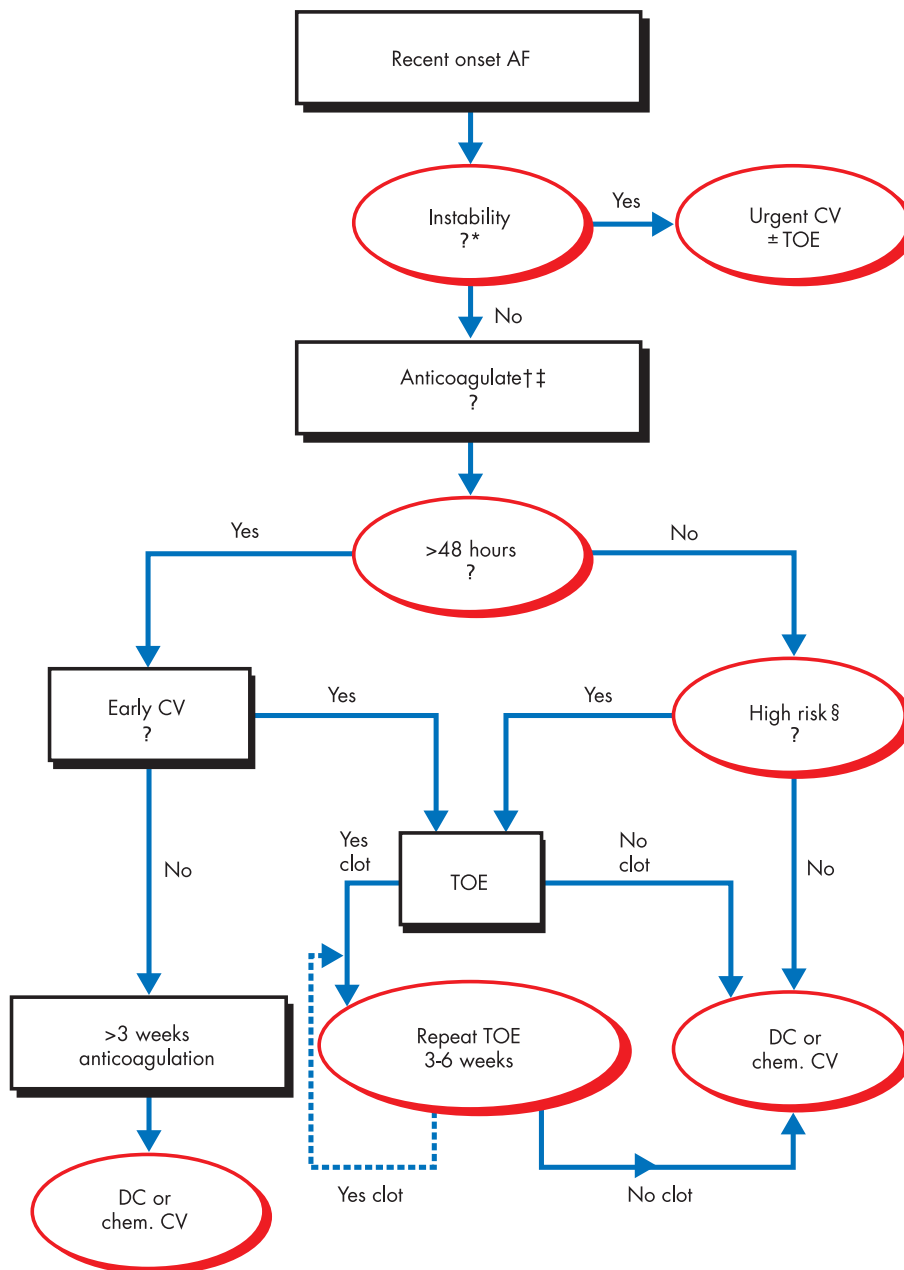 Recent onset AF
Instability
?*
Yes
Urgent CV
± TOE
No
Anticoagulate†‡
?
Yes
>48 hours
?
No
Early CV
?
Yes
Yes
High risk§
?
No
Yes
clot
TOE
No
clot
No
>3 weeks
anticoagulation
Repeat TOE
3-6 weeks
DC or
chem. CV
Yes clot
No clot
DC or
chem. CV